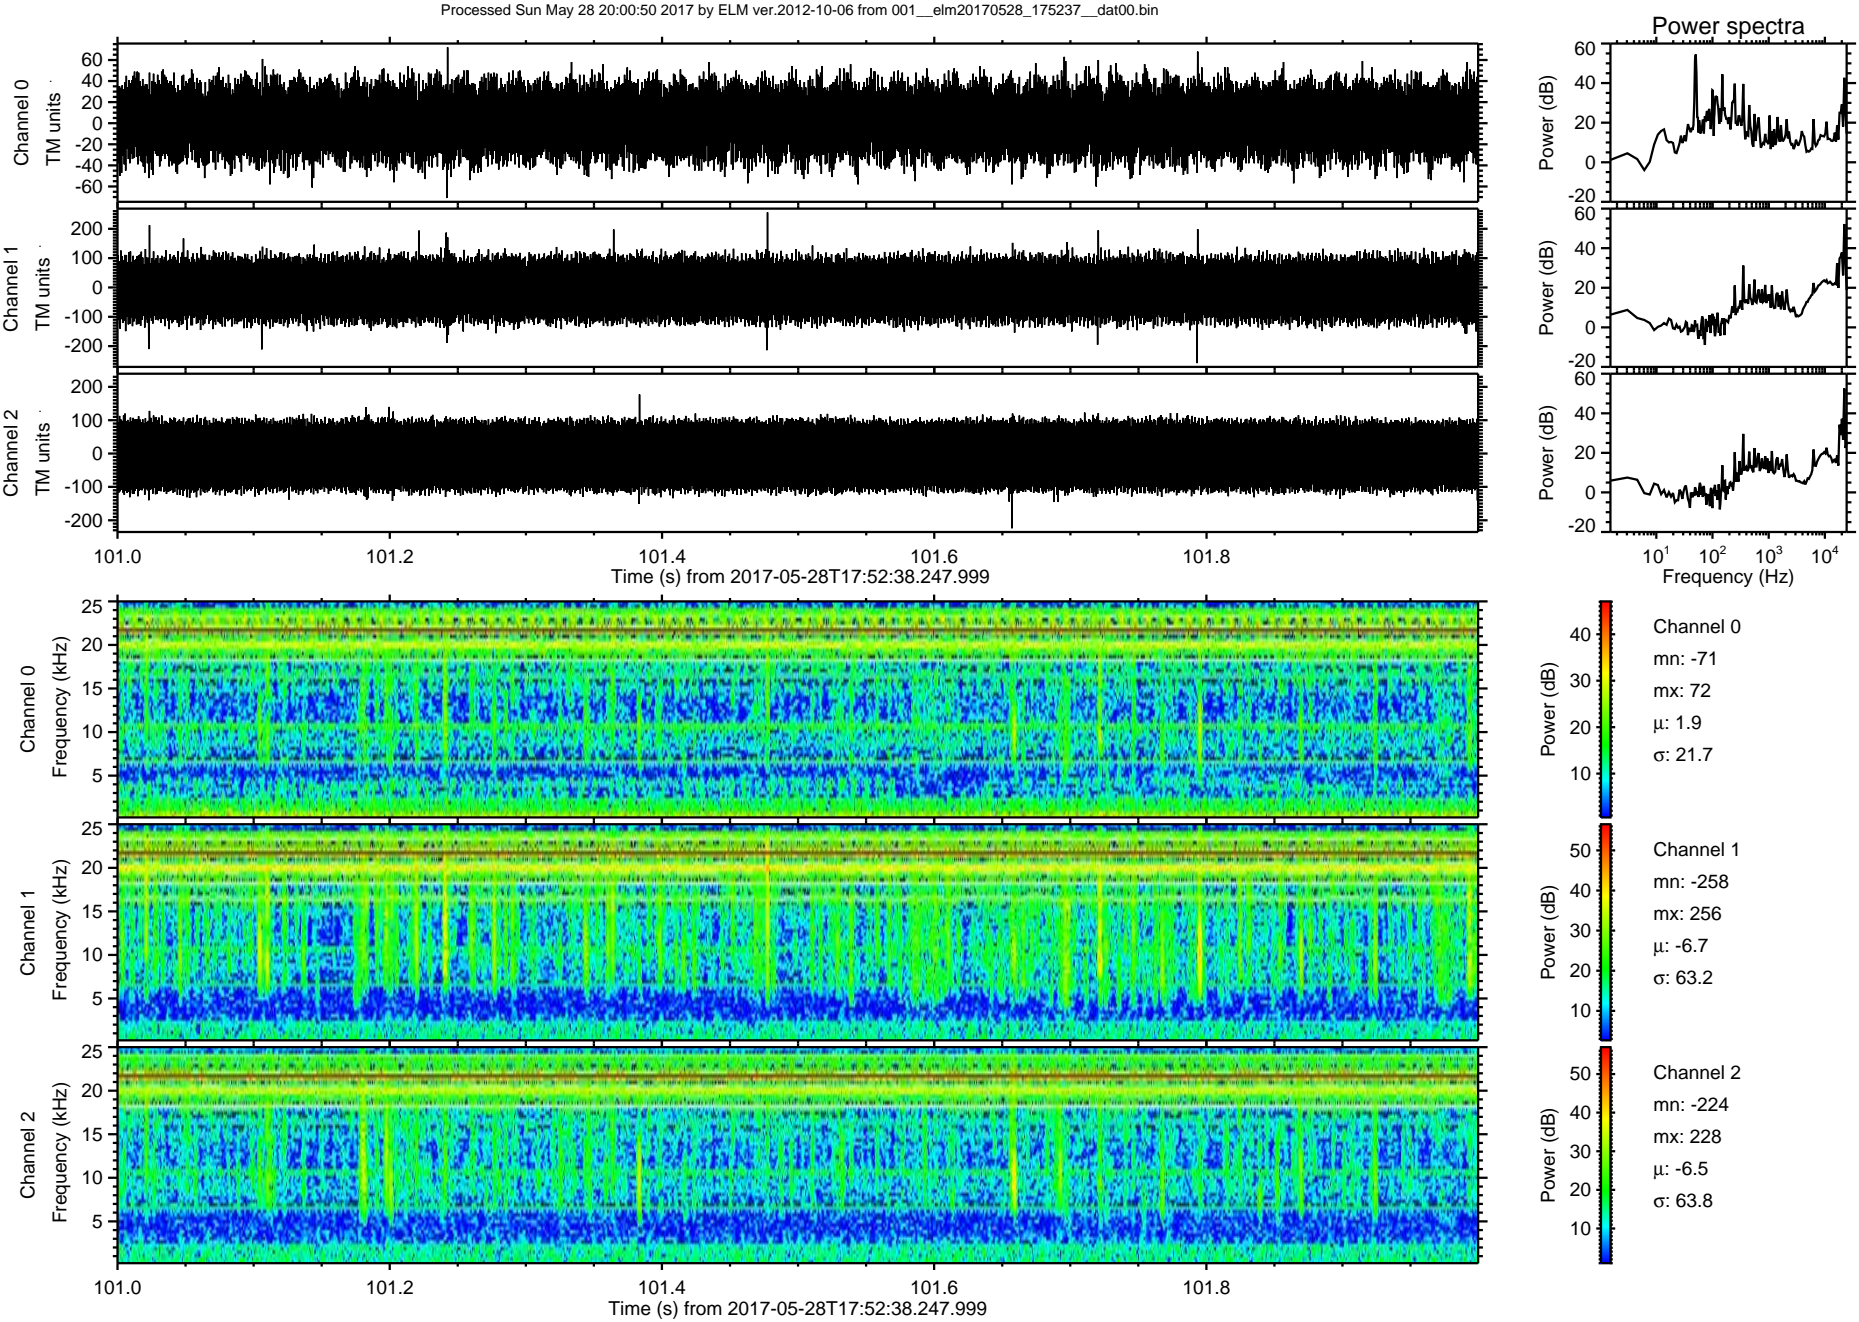 Processed Sun May 28 20:00:50 2017 by ELM ver.2012-10-06 from 001__elm20170528_175237__dat00.bin
Power spectra
Channel 0
TM units
60
40
20
0
-20
-40
-60
Power (dB)
60
40
20
0
-20
Channel 1
TM units
200
100
0
-100
-200
Power (dB)
60
40
20
0
-20
Channel 2
TM units
200
100
0
-100
-200
Power (dB)
60
40
20
0
-20
101.0 101.2 101.4 101.6 101.8
Time (s) from 2017-05-28T17:52:38.247.999
10^1 10^2 10^3 10^4
Frequency (Hz)
Channel 0
Frequency (kHz)
25
20
15
10
5
Power (dB)
40
30
20
10
Channel 0
mn: -71
mx: 72
μ: 1.9
σ: 21.7
Channel 1
Frequency (kHz)
25
20
15
10
5
Power (dB)
50
40
30
20
10
Channel 1
mn: -258
mx: 256
μ: -6.7
σ: 63.2
Channel 2
Frequency (kHz)
25
20
15
10
5
Power (dB)
50
40
30
20
10
Channel 2
mn: -224
mx: 228
μ: -6.5
σ: 63.8
101.0 101.2 101.4 101.6 101.8
Time (s) from 2017-05-28T17:52:38.247.999